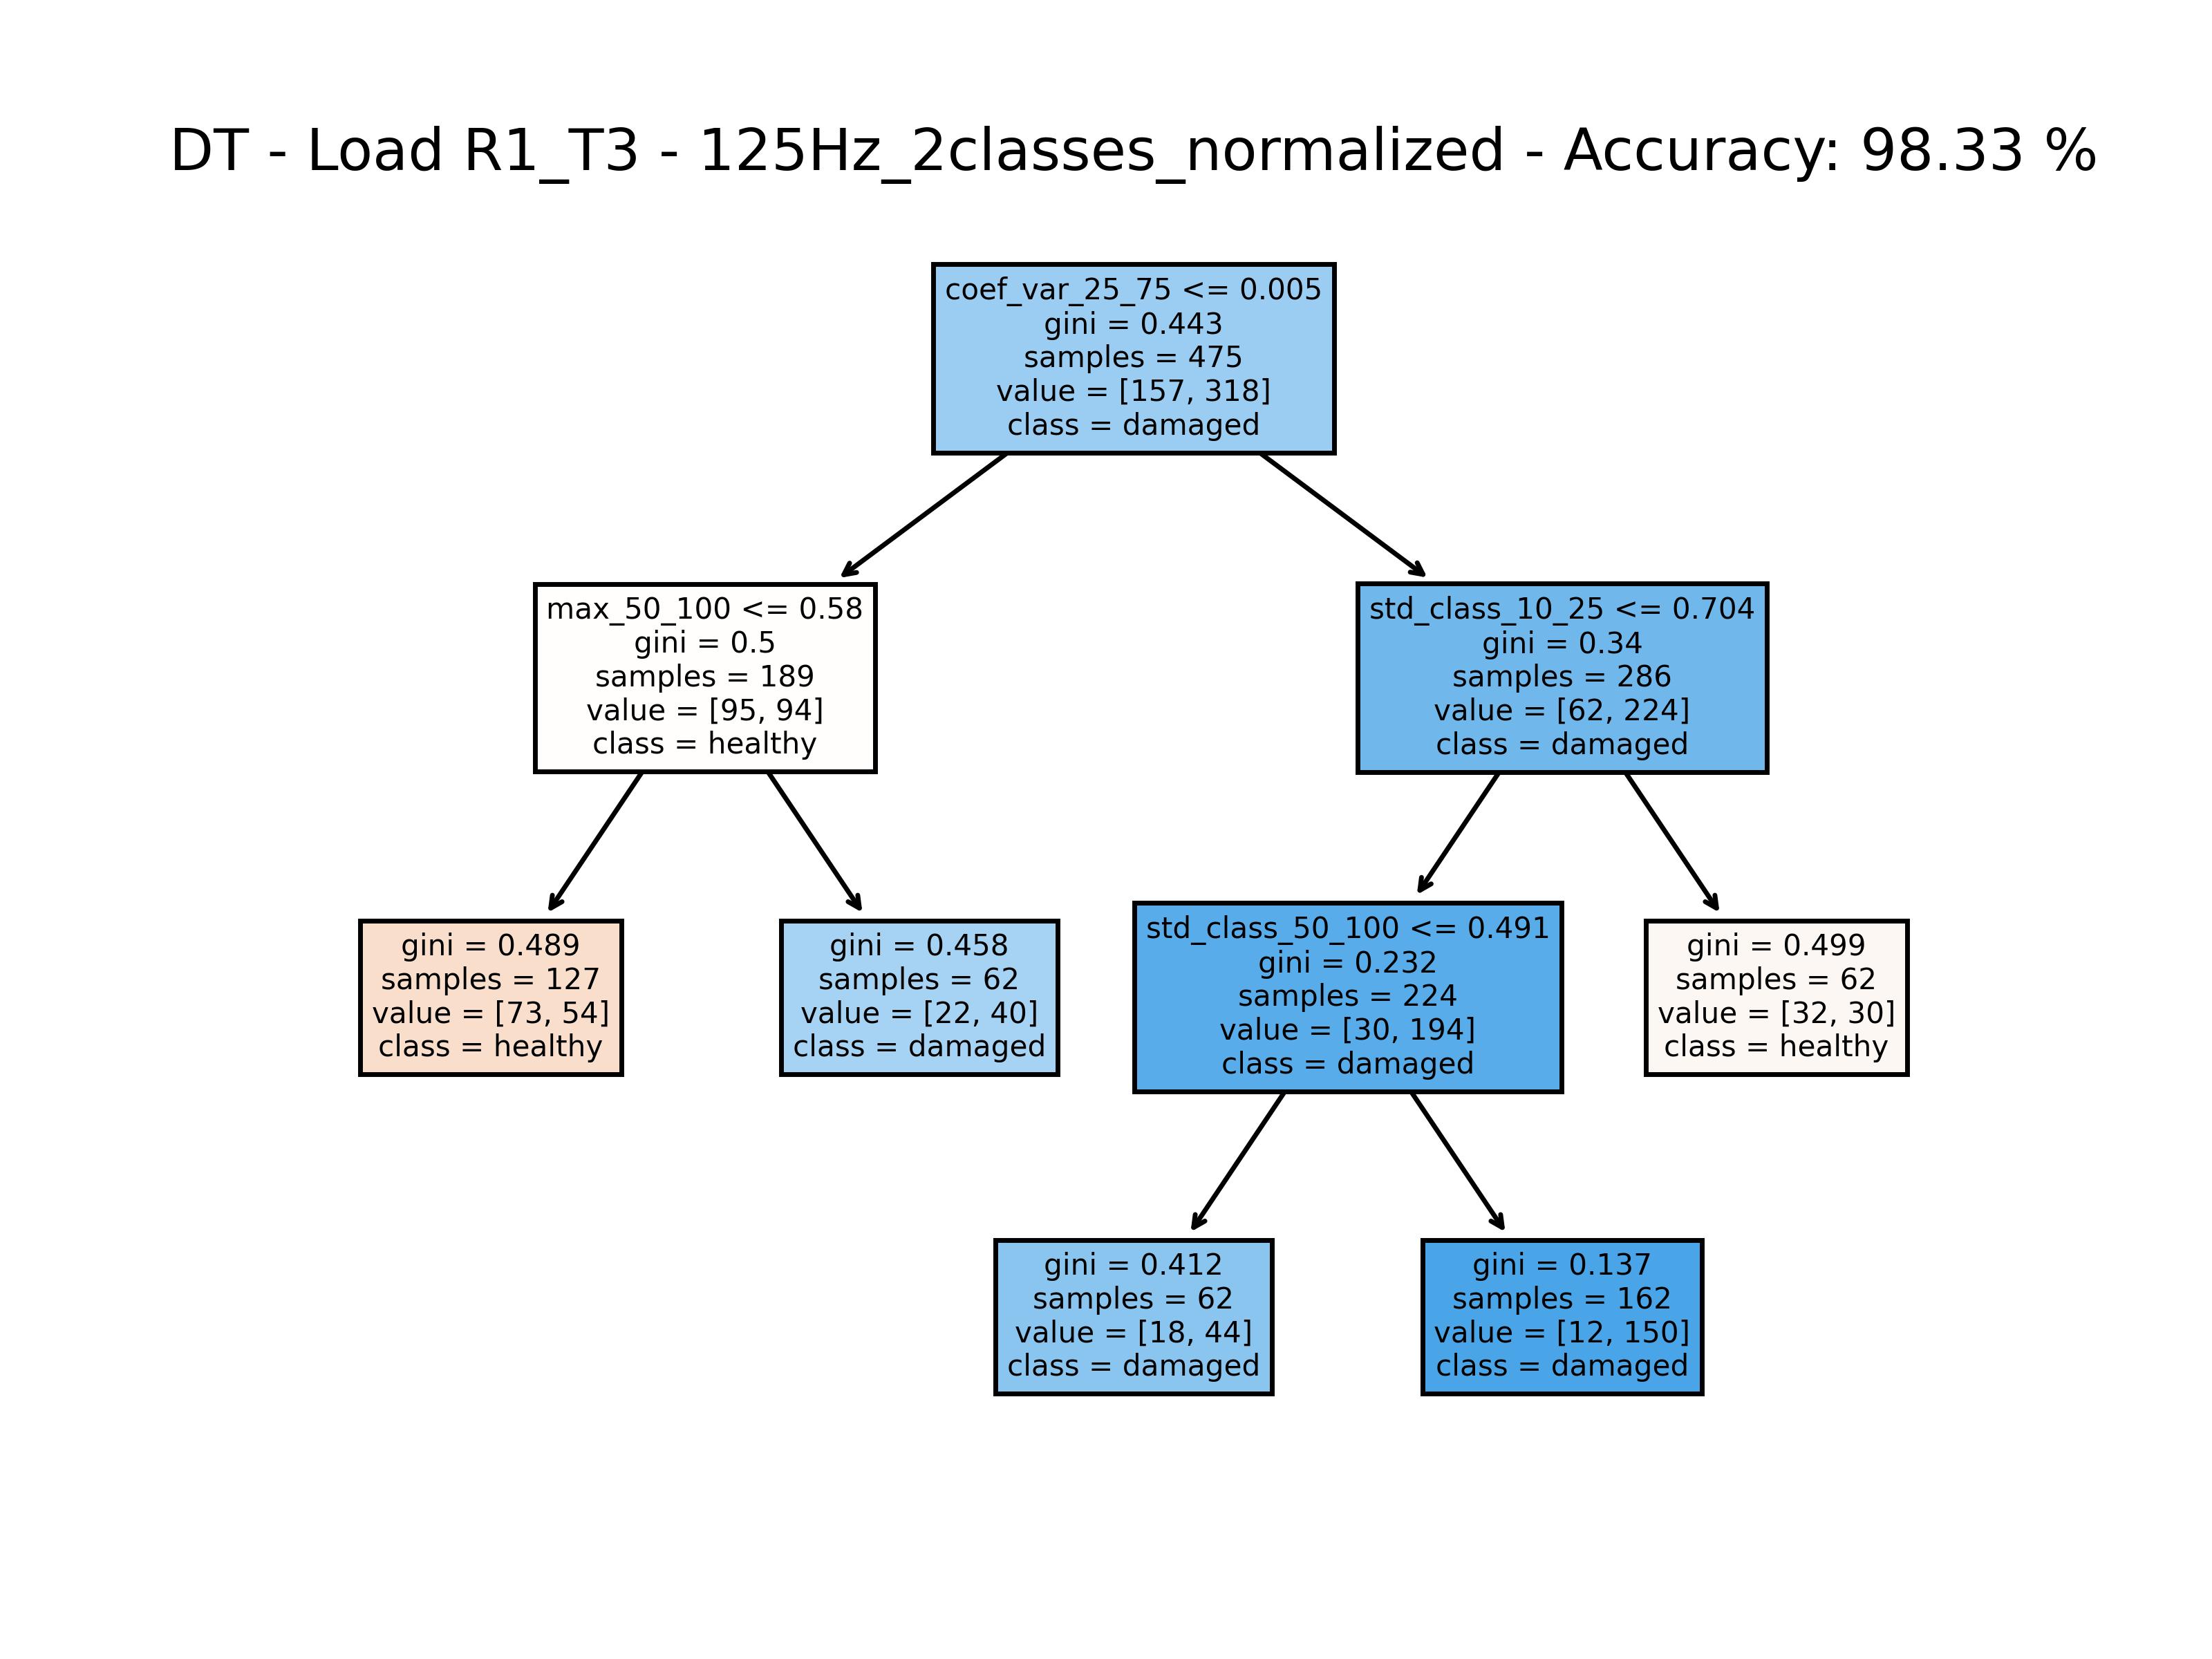 DT - Load R1_T3 - 125Hz_2classes_normalized - Accuracy: 98.33 %
coef_var_25_75 <= 0.005
gini = 0.443
samples = 475
value = [157, 318]
class = damaged
max_50_100 <= 0.58
gini = 0.5
samples = 189
value = [95, 94]
class = healthy
std_class_10_25 <= 0.704
gini = 0.34
samples = 286
value = [62, 224]
class = damaged
gini = 0.489
samples = 127
value = [73, 54]
class = healthy
gini = 0.458
samples = 62
value = [22, 40]
class = damaged
std_class_50_100 <= 0.491
gini = 0.232
samples = 224
value = [30, 194]
class = damaged
gini = 0.499
samples = 62
value = [32, 30]
class = healthy
gini = 0.412
samples = 62
value = [18, 44]
class = damaged
gini = 0.137
samples = 162
value = [12, 150]
class = damaged